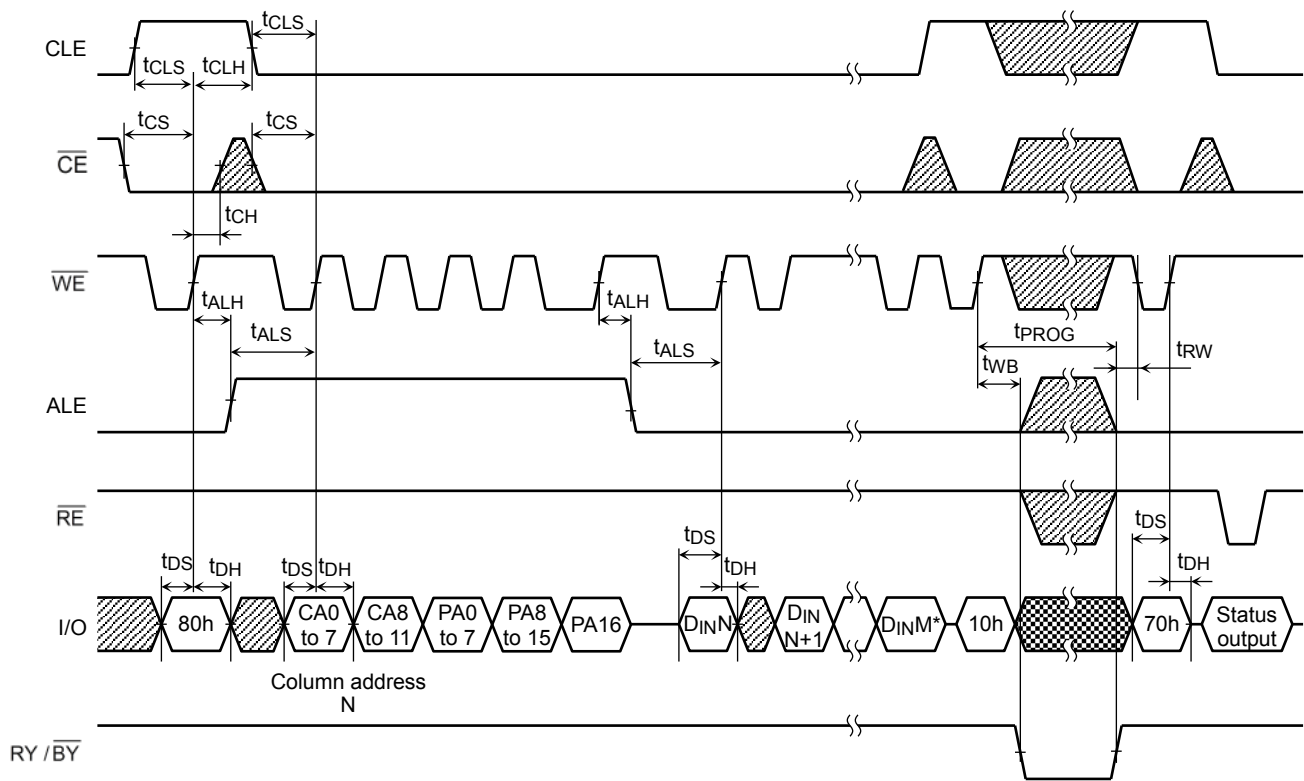 tCLS
CLE
tCLS
tCLH
tCS
tCS
CE
tCH
WE
tALH
tALH
tPROG
tALS
tALS
tWB
tRW
ALE
RE
tDS
tDS
tDH
tDS
tDH
tDH
tDS
tDH
I/O
80h
CA0
to 7
CA8
to 11
PA0
to 7
PA8
to 15
PA16
DINN
DIN
N+1
DINM*
10h
70h
Status
output
Column address
N
RY / BY